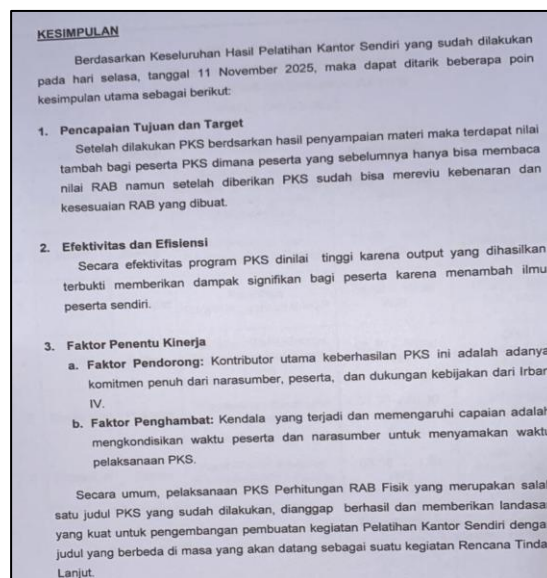 KESIMPULAN
Berdasarkan Keseluruhan Hasil Pelatihan Kantor Sendiri yang sudah dilakukan
pada hari selasa, tanggal 11 November 2025, maka dapat ditarik beberapa poin
kesimpulan utama sebagai berikut:
1. Pencapaian Tujuan dan Target
Setelah dilakukan PKS berdsarkan hasil penyampaian materi maka terdapat nilai
tambah bagi peserta PKS dimana peserta yang sebelumnya hanya bisa membaca
nilai RAB namun setelah diberikan PKS sudah bisa mereviu kebenaran dan
kesesuaian RAB yang dibuat.
2. Efektivitas dan Efisiensi
Secara efektivitas program PKS dinilai tinggi karena output yang dihasilkan
terbukti memberikan dampak signifikan bagi peserta karena menambah ilmu
peserta sendiri.
3. Faktor Penentu Kinerja
a. Faktor Pendorong: Kontributor utama keberhasilan PKS ini adalah adanya
komitmen penuh dari narasumber, peserta, dan dukungan kebijakan dari Irban
IV.
b. Faktor Penghambat: Kendala yang terjadi dan memengaruhi capaian adalah
mengkondisikan waktu peserta dan narasumber untuk menyamakan waktu
pelaksanaan PKS.
Secara umum, pelaksanaan PKS Perhitungan RAB Fisik yang merupakan sala
satu judul PKS yang sudah dilakukan, dianggap berhasil dan memberikan landasa
yang kuat untuk pengembangan pembuatan kegiatan Pelatihan Kantor Sendiri denga
judul yang berbeda di masa yang akan datang sebagai suatu kegiatan Rencana Tinda
Lanjut.